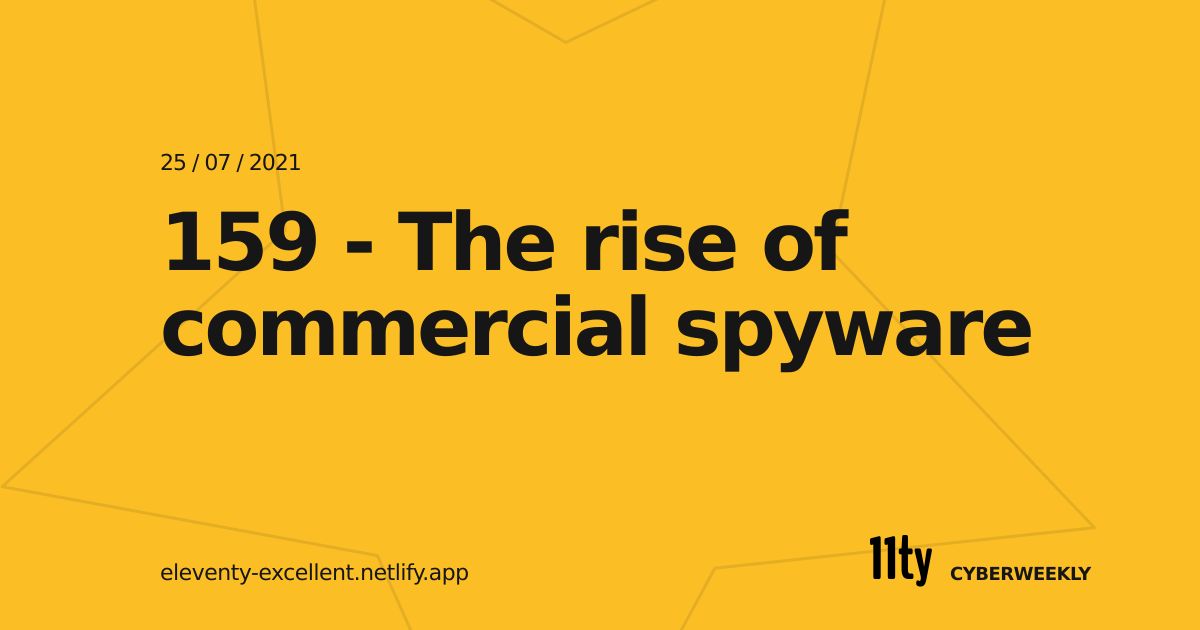 25 / 07 / 2021
159 - The rise of
commercial spyware
eleventy-excellent.netlify.app
11ty CYBERWEEKLY